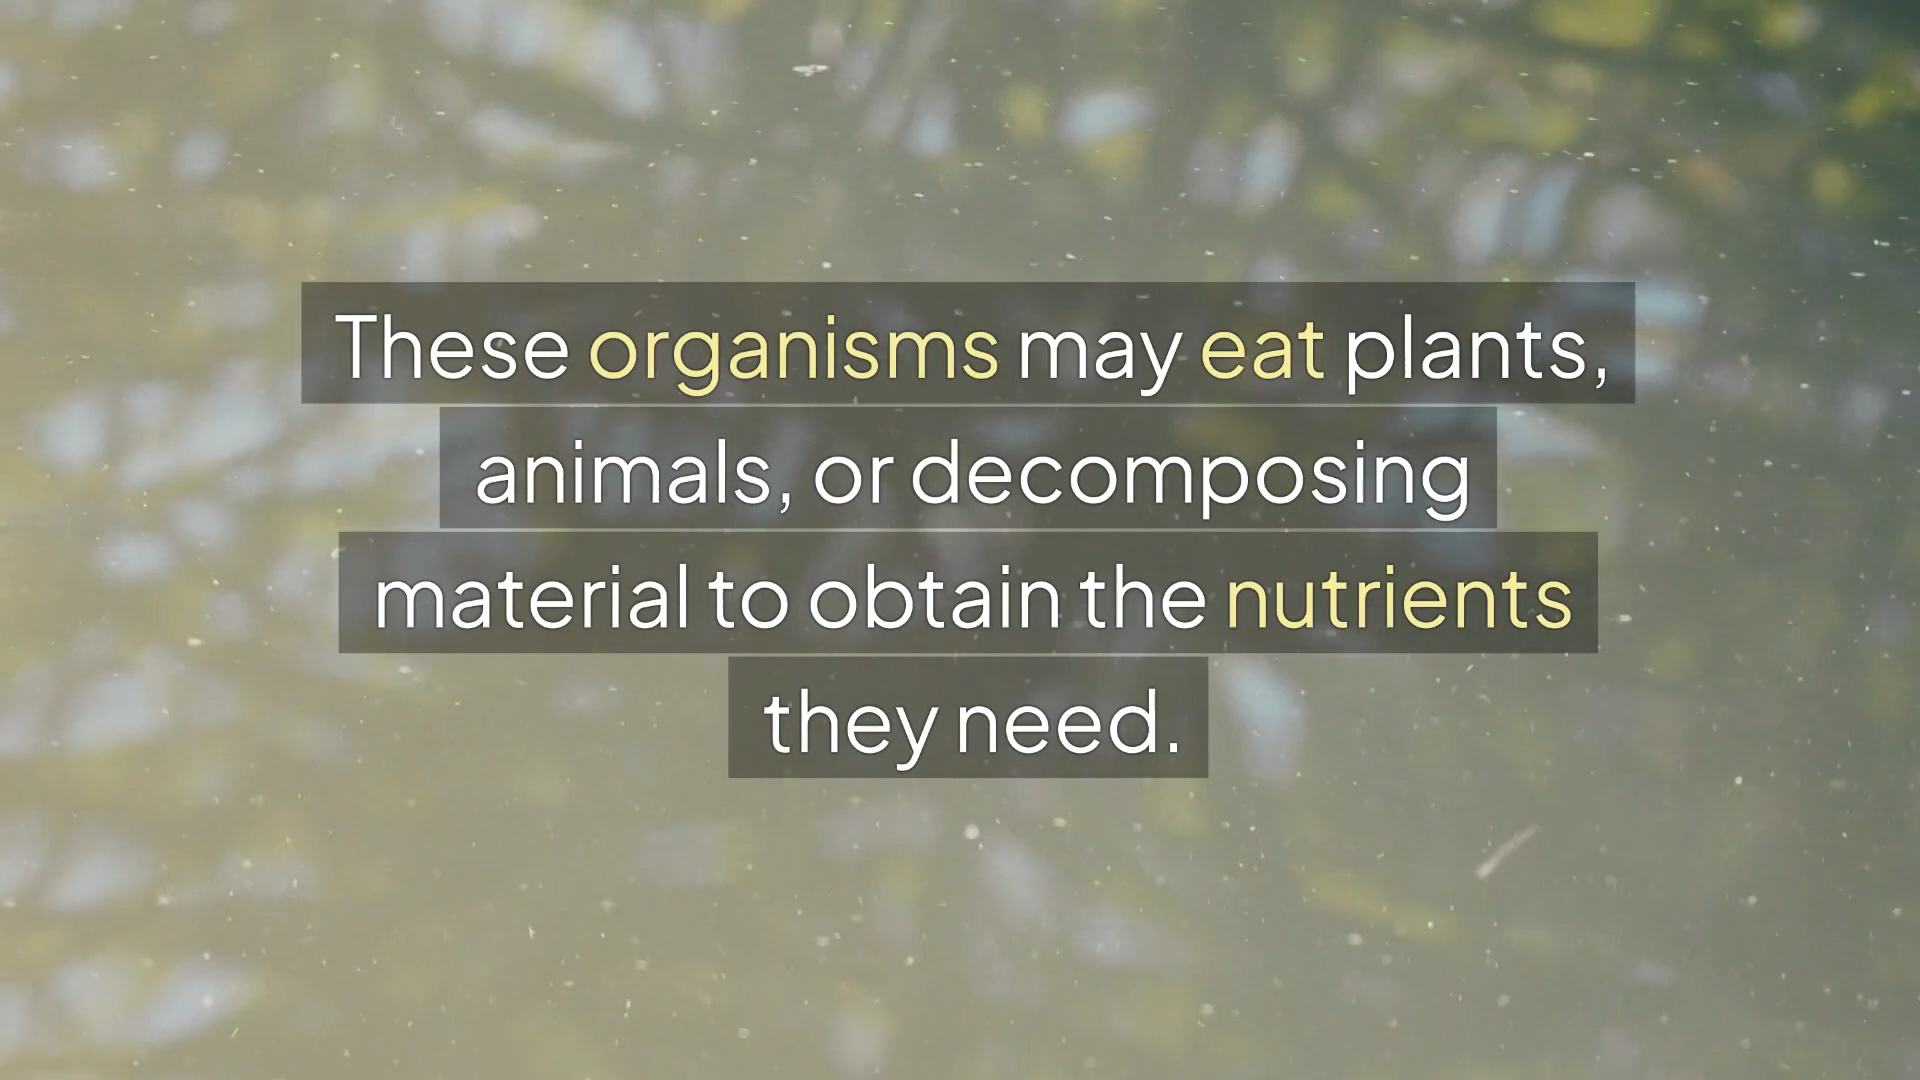 These organisms may eat plants,
animals, or decomposing
material to obtain the nutrients
they need.